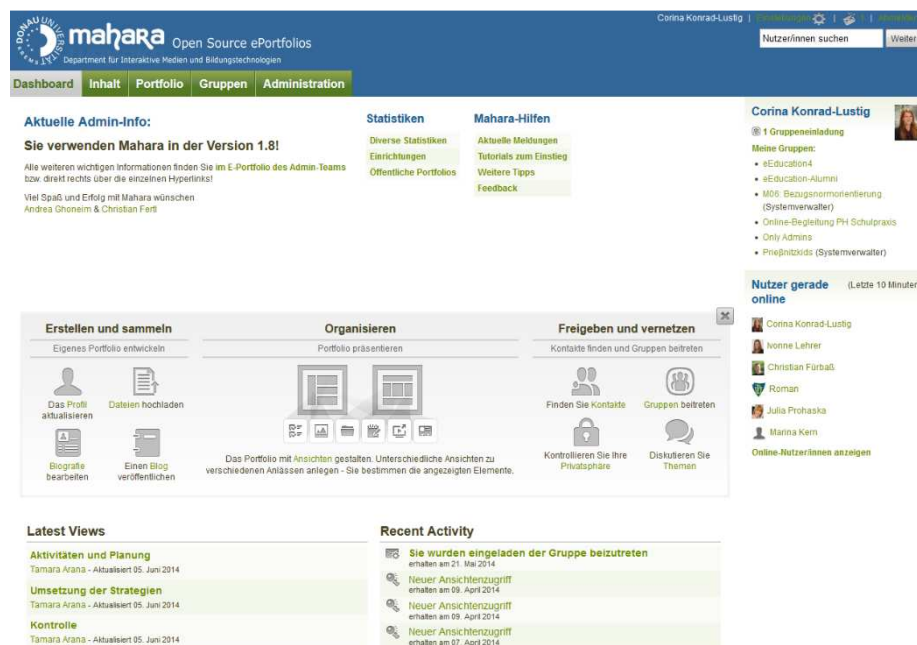 Corina Konrad-Lustig |
DONAU UNIVERSITÄT
mahara Open Source ePortfolios
Department für Interaktive Medien und Bildungstechnologien
Nutzer/innen suchen Weiter
Dashboard Inhalt Portfolio Gruppen Administration
Aktuelle Admin-Info:
Sie verwenden Mahara in der Version 1.8!
Alle weiteren wichtigen Informationen finden Sie im E-Portfolio des Admin-Teams
bzw. direkt rechts über die einzelnen Hyperlinks!
Viel Spaß und Erfolg mit Mahara wünschen
Andrea Ghoneim & Christian Fertl
Statistiken
Diverse Statistiken
Einrichtungen
Öffentliche Portfolios
Mahara-Hilfen
Aktuelle Meldungen
Tutorials zum Einstieg
Weitere Tipps
Feedback
Corina Konrad-Lustig
1 Gruppeneinladung
Meine Gruppen:
• eEducation4
• eEducation-Alumni
• M06: Bezugsnormorientierung
(Systemverwalter)
• Online-Begleitung PH Schulpraxis
• Only Admins
• Prießnitzkids (Systemverwalter)
Nutzer gerade
online
(Letzte 10 Minuten
Corina Konrad-Lustig
Ivonne Lehrer
Christian Fürbaß
Roman
Julia Prohaska
Marina Kern
Online-Nutzer/innen anzeigen
Erstellen und sammeln
Eigenes Portfolio entwickeln
Das Profil
aktualisieren
Dateien hochladen
Biografie
bearbeiten
Einen Blog
veröffentlichen
Organisieren
Portfolio präsentieren
Das Portfolio mit Ansichten gestalten. Unterschiedliche Ansichten zu
verschiedenen Anlässen anlegen - Sie bestimmen die angezeigten Elemente.
Freigeben und vernetzen
Kontakte finden und Gruppen beitreten
Finden Sie Kontakte
Gruppen beitreten
Kontrollieren Sie Ihre
Privatsphäre
Diskutieren Sie
Themen
Latest Views
Aktivitäten und Planung
Tamara Arana - Aktualisiert 05. Juni 2014
Umsetzung der Strategien
Tamara Arana - Aktualisiert 05. Juni 2014
Kontrolle
Tamara Arana - Aktualisiert 05. Juni 2014
Recent Activity
Sie wurden eingeladen der Gruppe beizutreten
erhalten am 21. Mai 2014
Neuer Ansichtenzugriff
erhalten am 09. April 2014
Neuer Ansichtenzugriff
erhalten am 09. April 2014
Neuer Ansichtenzugriff
erhalten am 07. April 2014